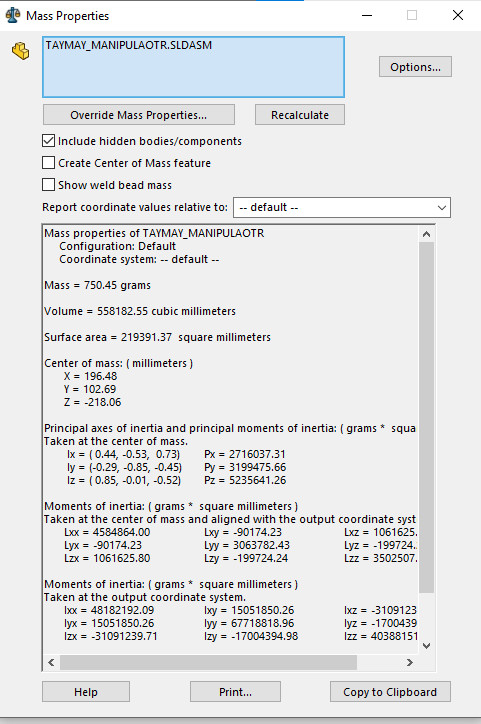 Mass Properties
TAYMAY_MANIPULAOTR.SLDASM
Options...
Override Mass Properties... Recalculate
Include hidden bodies/components
Create Center of Mass feature
Show weld bead mass
Report coordinate values relative to: -- default --
Mass properties of TAYMAY_MANIPULAOTR
Configuration: Default
Coordinate system: -- default --
Mass = 750.45 grams
Volume = 558182.55 cubic millimeters
Surface area = 219391.37 square millimeters
Center of mass: ( millimeters )
X = 196.48
Y = 102.69
Z = -218.06
Principal axes of inertia and principal moments of inertia: ( grams * squa
Taken at the center of mass.
Ix = ( 0.44, -0.53, 0.73) Px = 2716037.31
Iy = (-0.29, -0.85, -0.45) Py = 3199475.66
Iz = ( 0.85, -0.01, -0.52) Pz = 5235641.26
Moments of inertia: ( grams * square millimeters )
Taken at the center of mass and aligned with the output coordinate syst
Lxx = 4584864.00 Lxy = -90174.23 Lxz = 1061625.
Lyx = -90174.23 Lyy = 3063782.43 Lyz = -199724.
Lzx = 1061625.80 Lzy = -199724.24 Lzz = 3502507.
Moments of inertia: ( grams * square millimeters )
Taken at the output coordinate system.
Ixx = 48182192.09 Ixy = 15051850.26 Ixz = -3109123
Iyx = 15051850.26 Iyy = 67718818.96 Iyz = -1700439
Izx = -31091239.71 Izy = -17004394.98 Izz = 40388151
Help Print... Copy to Clipboard